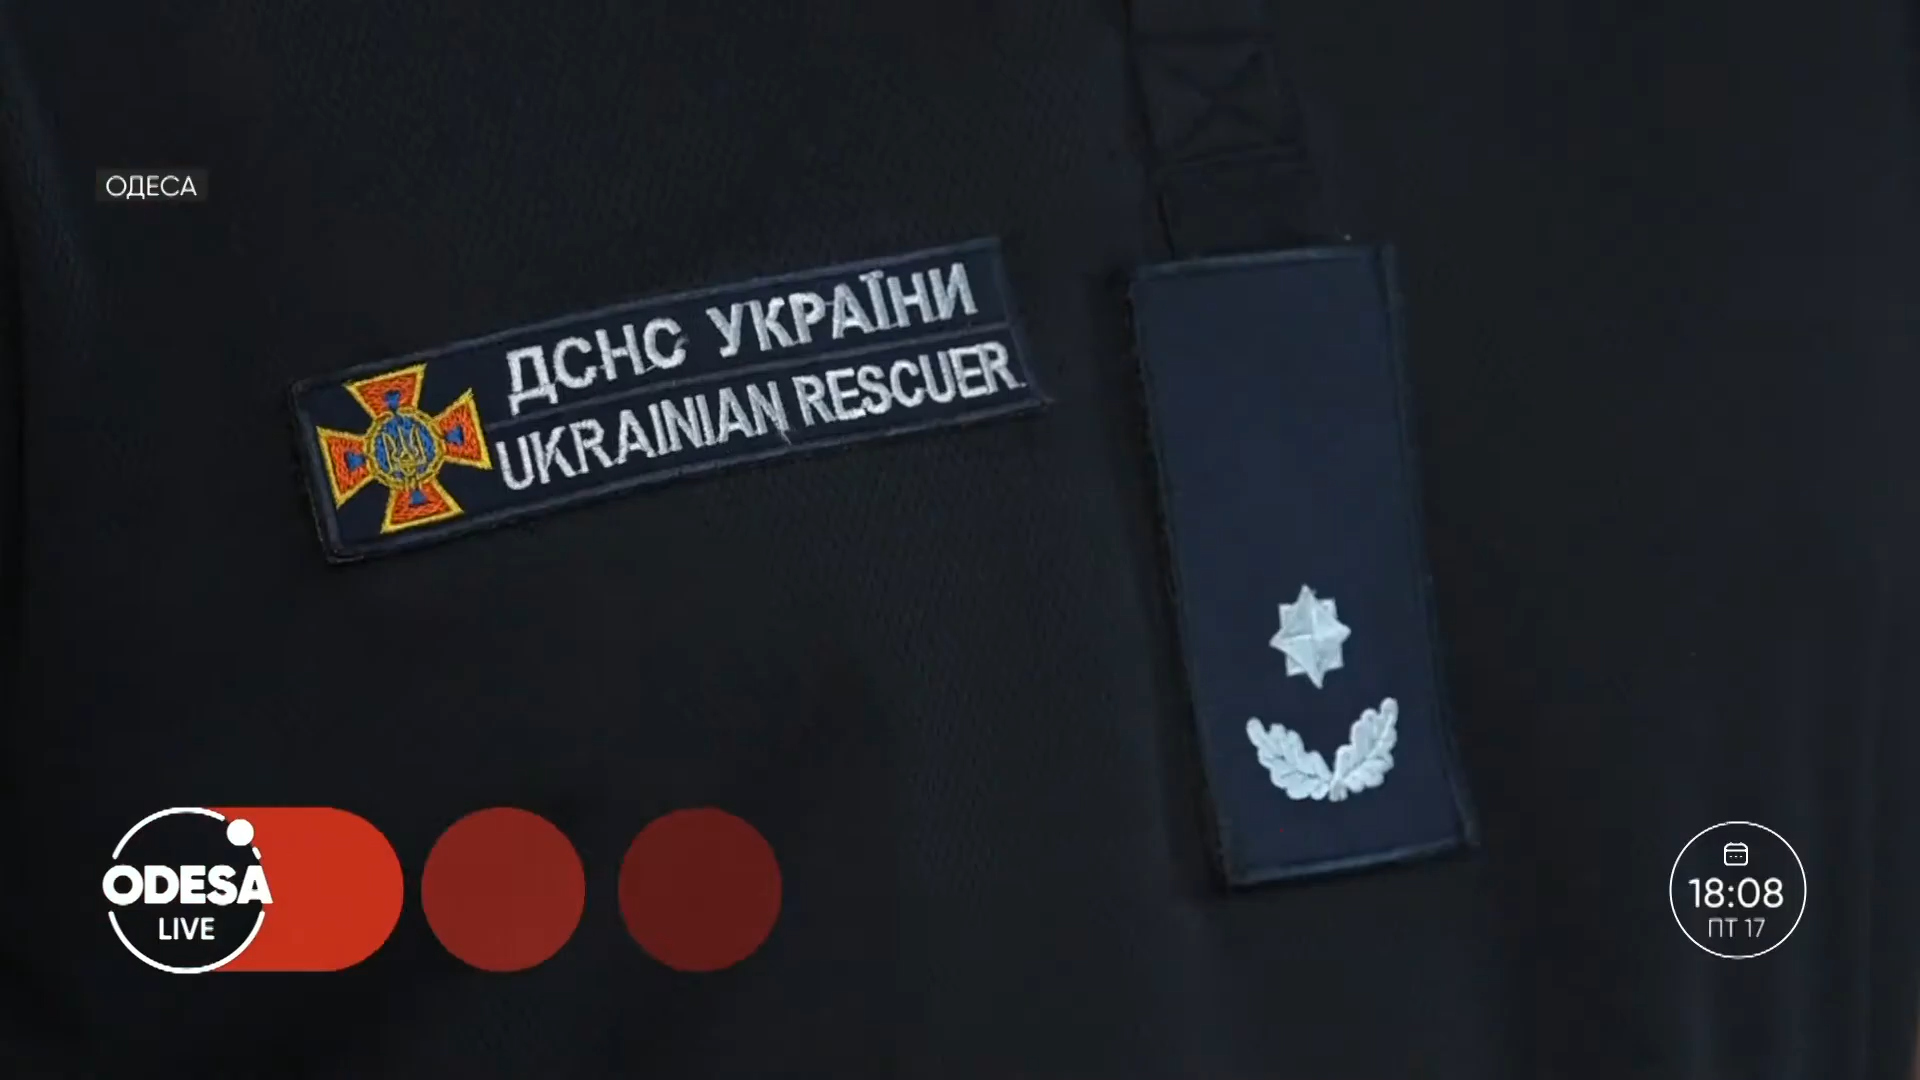 ОДЕСА
ДСНС УКРАЇНИ
UKRAINIAN RESCUER
ODESA
LIVE
18:08
ПТ 17